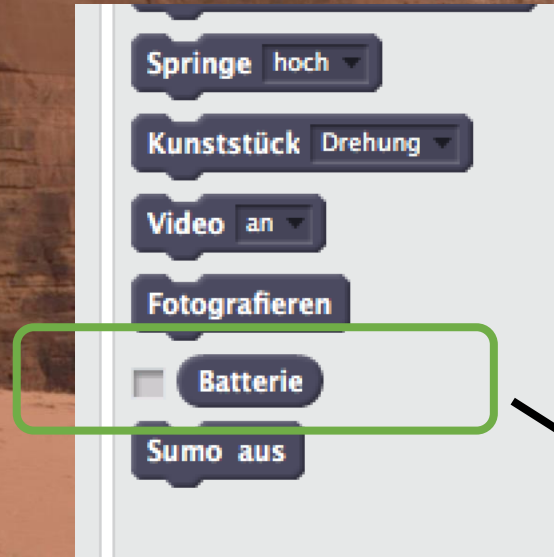 Springe hoch
Kunststück Drehung
Video an
Fotografieren
Batterie
Sumo aus